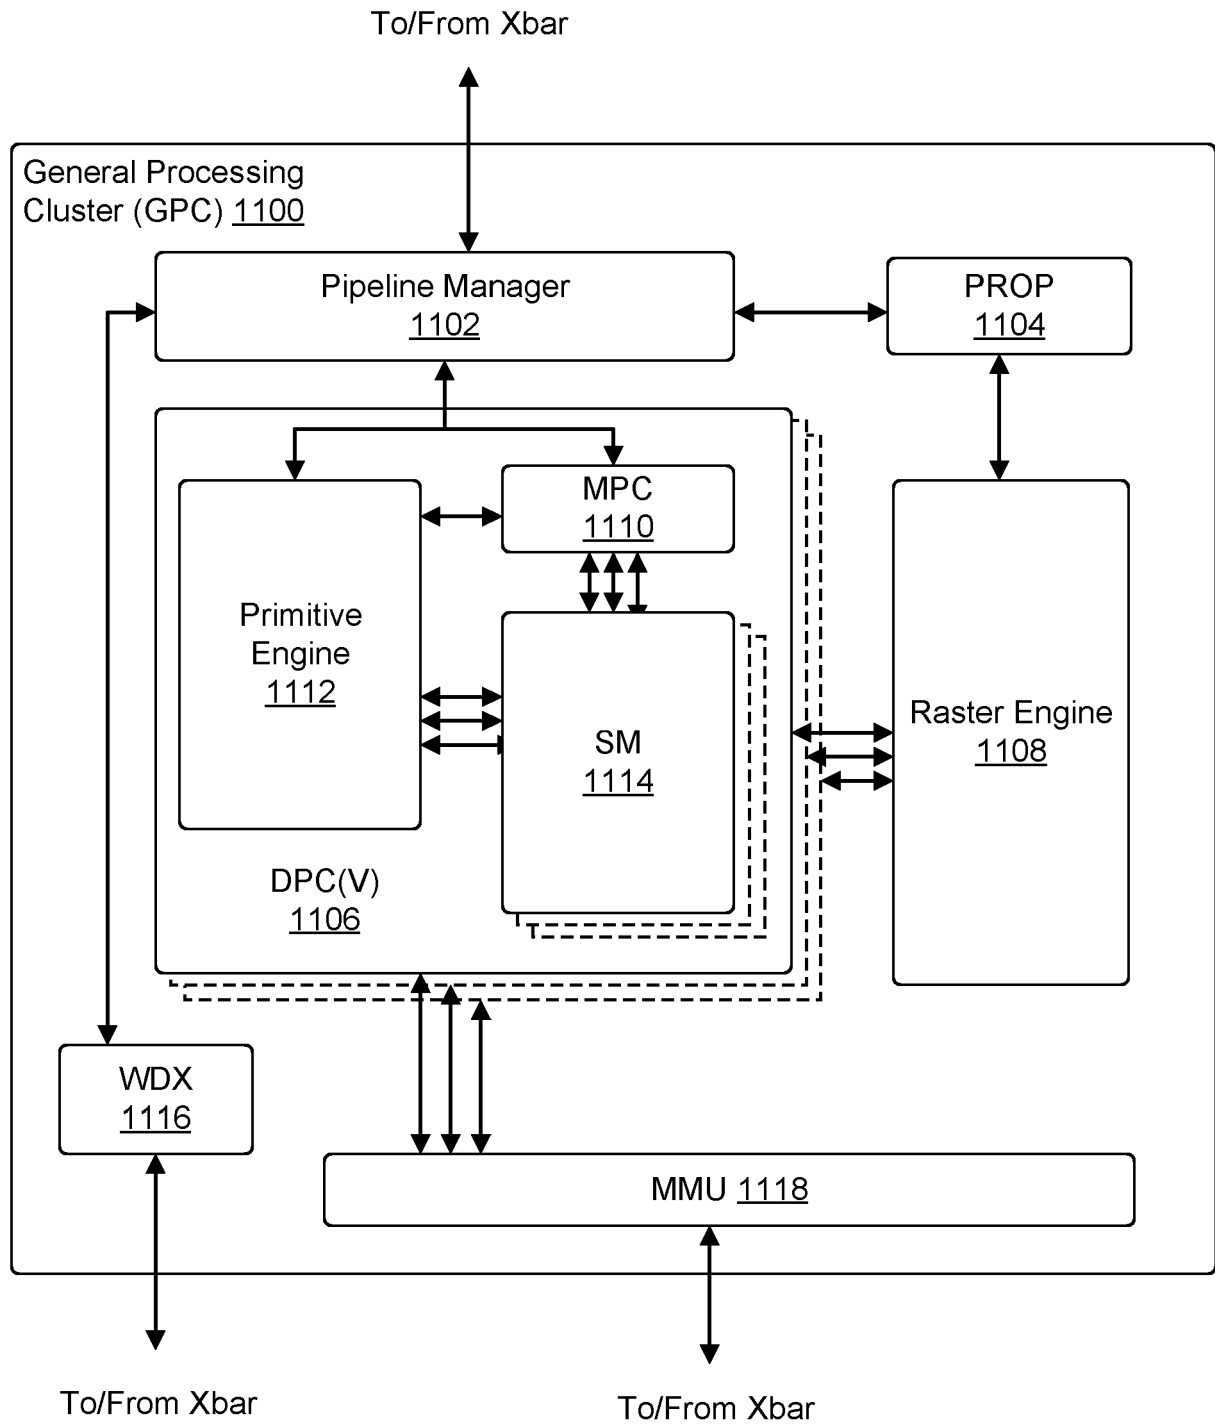 To/From Xbar
General Processing
Cluster (GPC) 1100
Pipeline Manager
1102
PROP
1104
MPC
1110
Primitive
Engine
1112
SM
1114
Raster Engine
1108
DPC(V)
1106
WDX
1116
MMU 1118
To/From Xbar
To/From Xbar